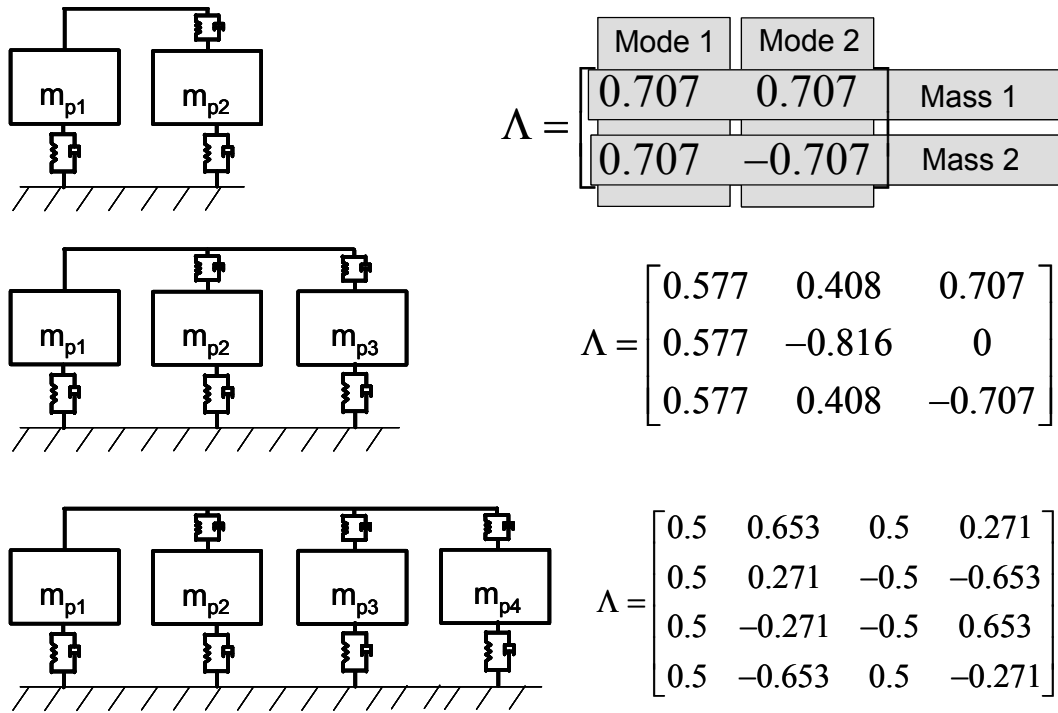 Mode 1 Mode 2
m_p1 m_p2
Λ = [ 0.707 0.707 ] Mass 1
[ 0.707 −0.707 ] Mass 2
m_p1 m_p2 m_p3
0.577 0.408 0.707
Λ = 0.577 −0.816 0
0.577 0.408 −0.707
m_p1 m_p2 m_p3 m_p4
0.5 0.653 0.5 0.271
0.5 0.271 −0.5 −0.653
Λ =
0.5 −0.271 −0.5 0.653
0.5 −0.653 0.5 −0.271